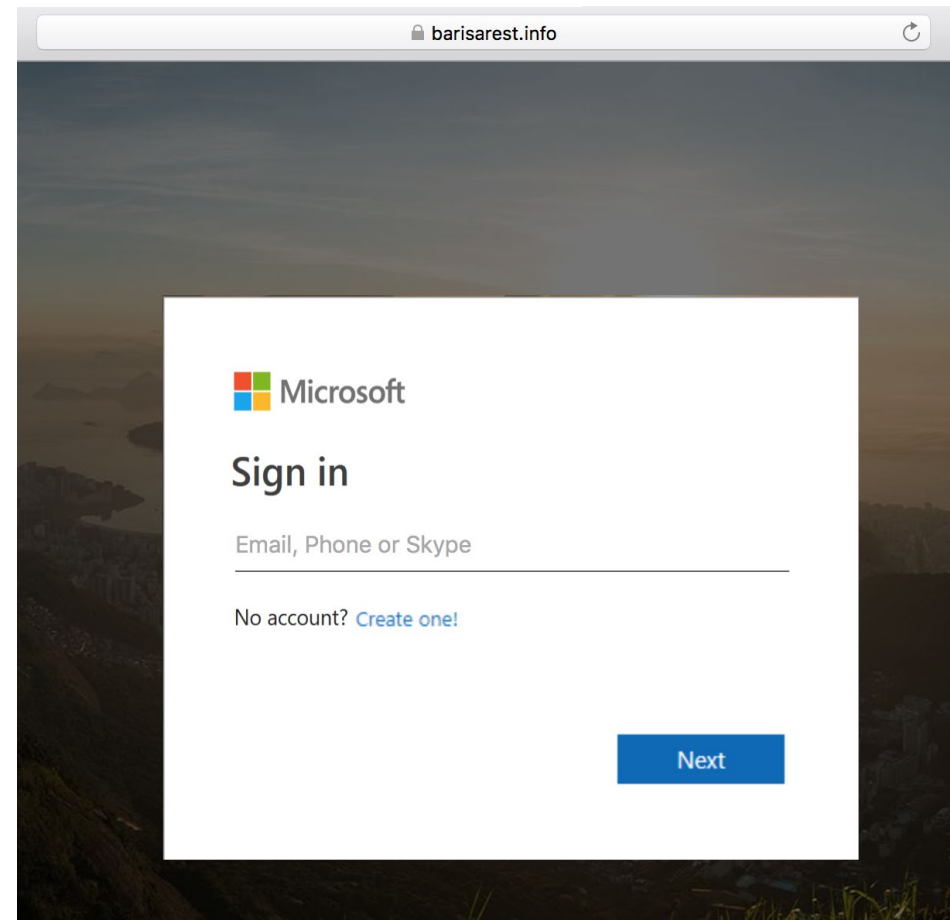 barisarest.info
Microsoft
Sign in
Email, Phone or Skype
No account? Create one!
Next